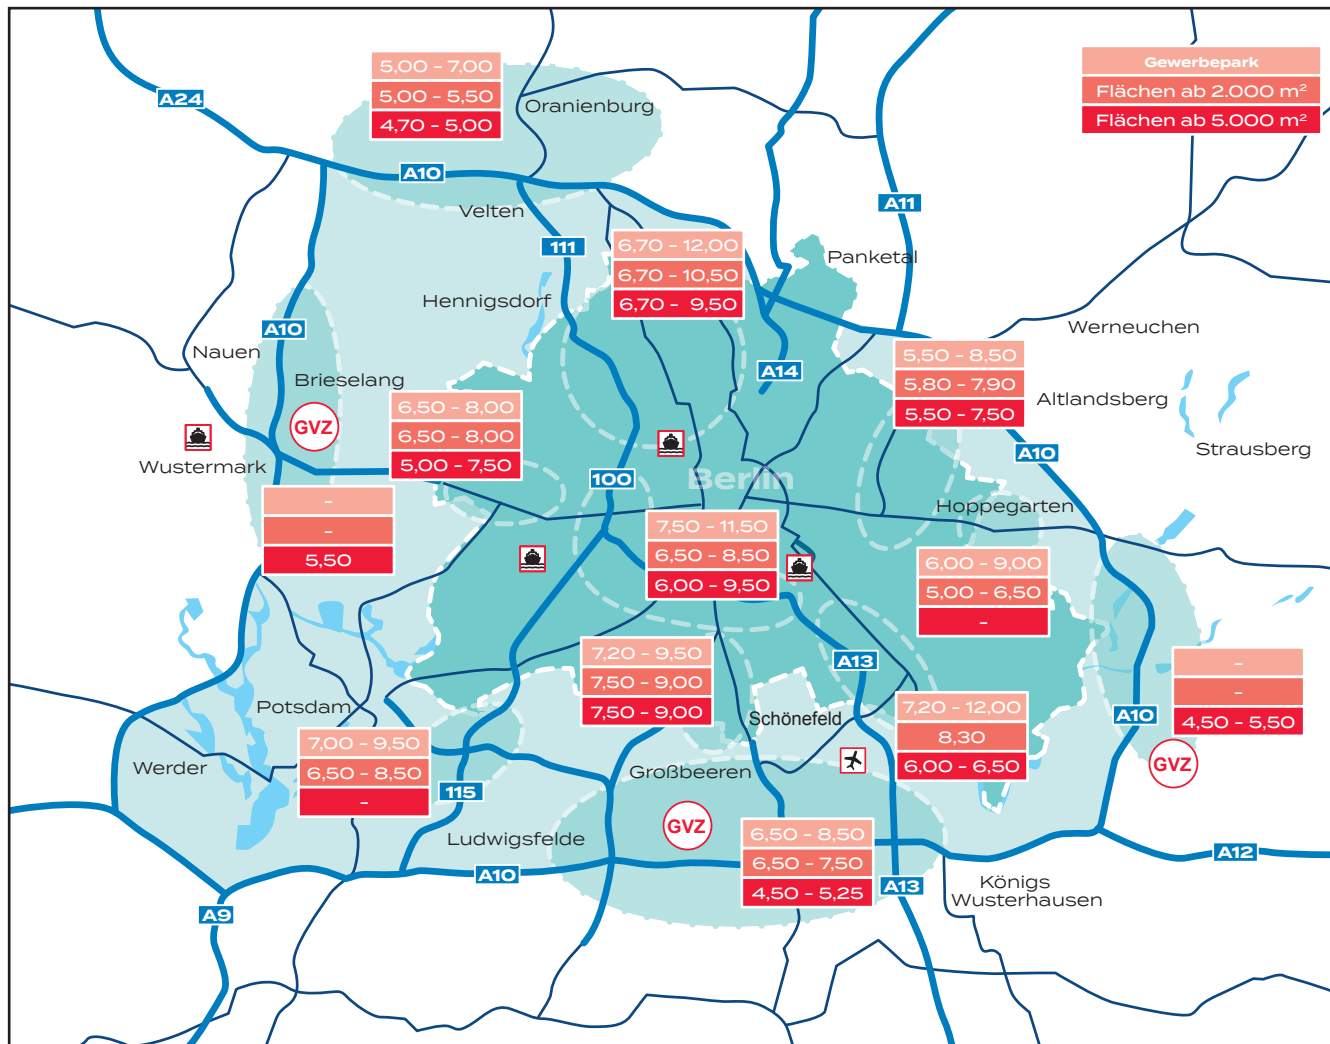 5,00 - 7,00
5,00 - 5,50
4,70 - 5,00
Gewerbepark
Flächen ab 2.000 m²
Flächen ab 5.000 m²
A24
Oranienburg
A10
Velten
A11
111
6,70 - 12,00
6,70 - 10,50
6,70 - 9,50
Panketal
Hennigsdorf
A10
Werneuchen
Nauen
Brieselang
A14
5,50 - 8,50
5,80 - 7,90
5,50 - 7,50
Altlandsberg
6,50 - 8,00
6,50 - 8,00
5,00 - 7,50
GVZ
Wustermark
A10
Strausberg
100
Berlin
-
-
5,50
Hoppegarten
7,50 - 11,50
6,50 - 8,50
6,00 - 9,50
6,00 - 9,00
5,00 - 6,50
-
7,20 - 9,50
7,50 - 9,00
7,50 - 9,00
A13
-
-
4,50 - 5,50
Potsdam
Schönefeld
7,20 - 12,00
8,30
6,00 - 6,50
A10
7,00 - 9,50
6,50 - 8,50
-
Werder
Großbeeren
GVZ
115
GVZ
Ludwigsfelde
6,50 - 8,50
6,50 - 7,50
4,50 - 5,25
A12
A10
A13
Königs
Wusterhausen
A9